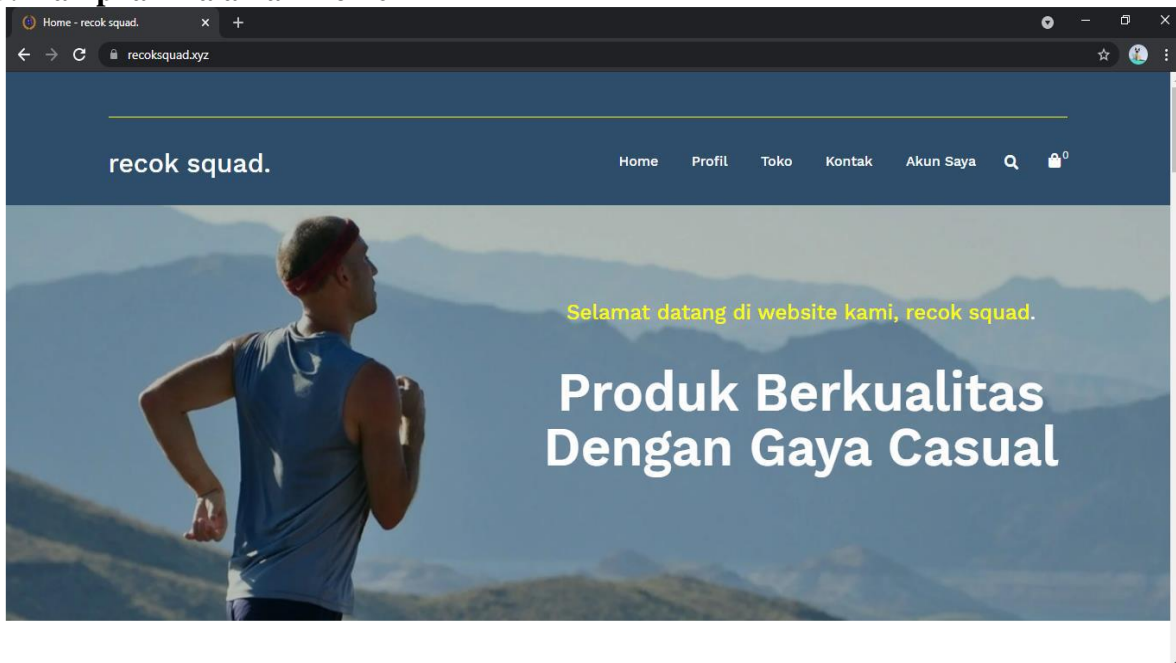 Home - recok squad.
recoksquad.xyz
recok squad.
Home Profil Toko Kontak Akun Saya 0
Selamat datang di website kami, recok squad.
Produk Berkualitas
Dengan Gaya Casual